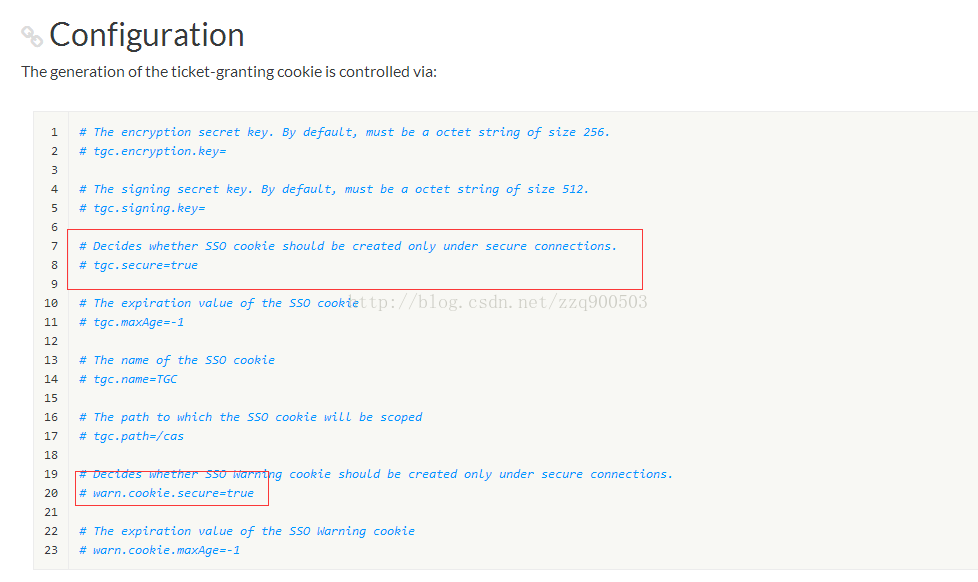 Configuration
The generation of the ticket-granting cookie is controlled via:
1 # The encryption secret key. By default, must be a octet string of size 256.
2 # tgc.encryption.key=
3
4 # The signing secret key. By default, must be a octet string of size 512.
5 # tgc.signing.key=
6
7 # Decides whether SSO cookie should be created only under secure connections.
8 # tgc.secure=true
9
10 # The expiration value of the SSO cookie
http://blog.csdn.net/zzq900503
11 # tgc.maxAge=-1
12
13 # The name of the SSO cookie
14 # tgc.name=TGC
15
16 # The path to which the SSO cookie will be scoped
17 # tgc.path=/cas
18
19 # Decides whether SSO Warning cookie should be created only under secure connections.
20 # warn.cookie.secure=true
21
22 # The expiration value of the SSO Warning cookie
23 # warn.cookie.maxAge=-1